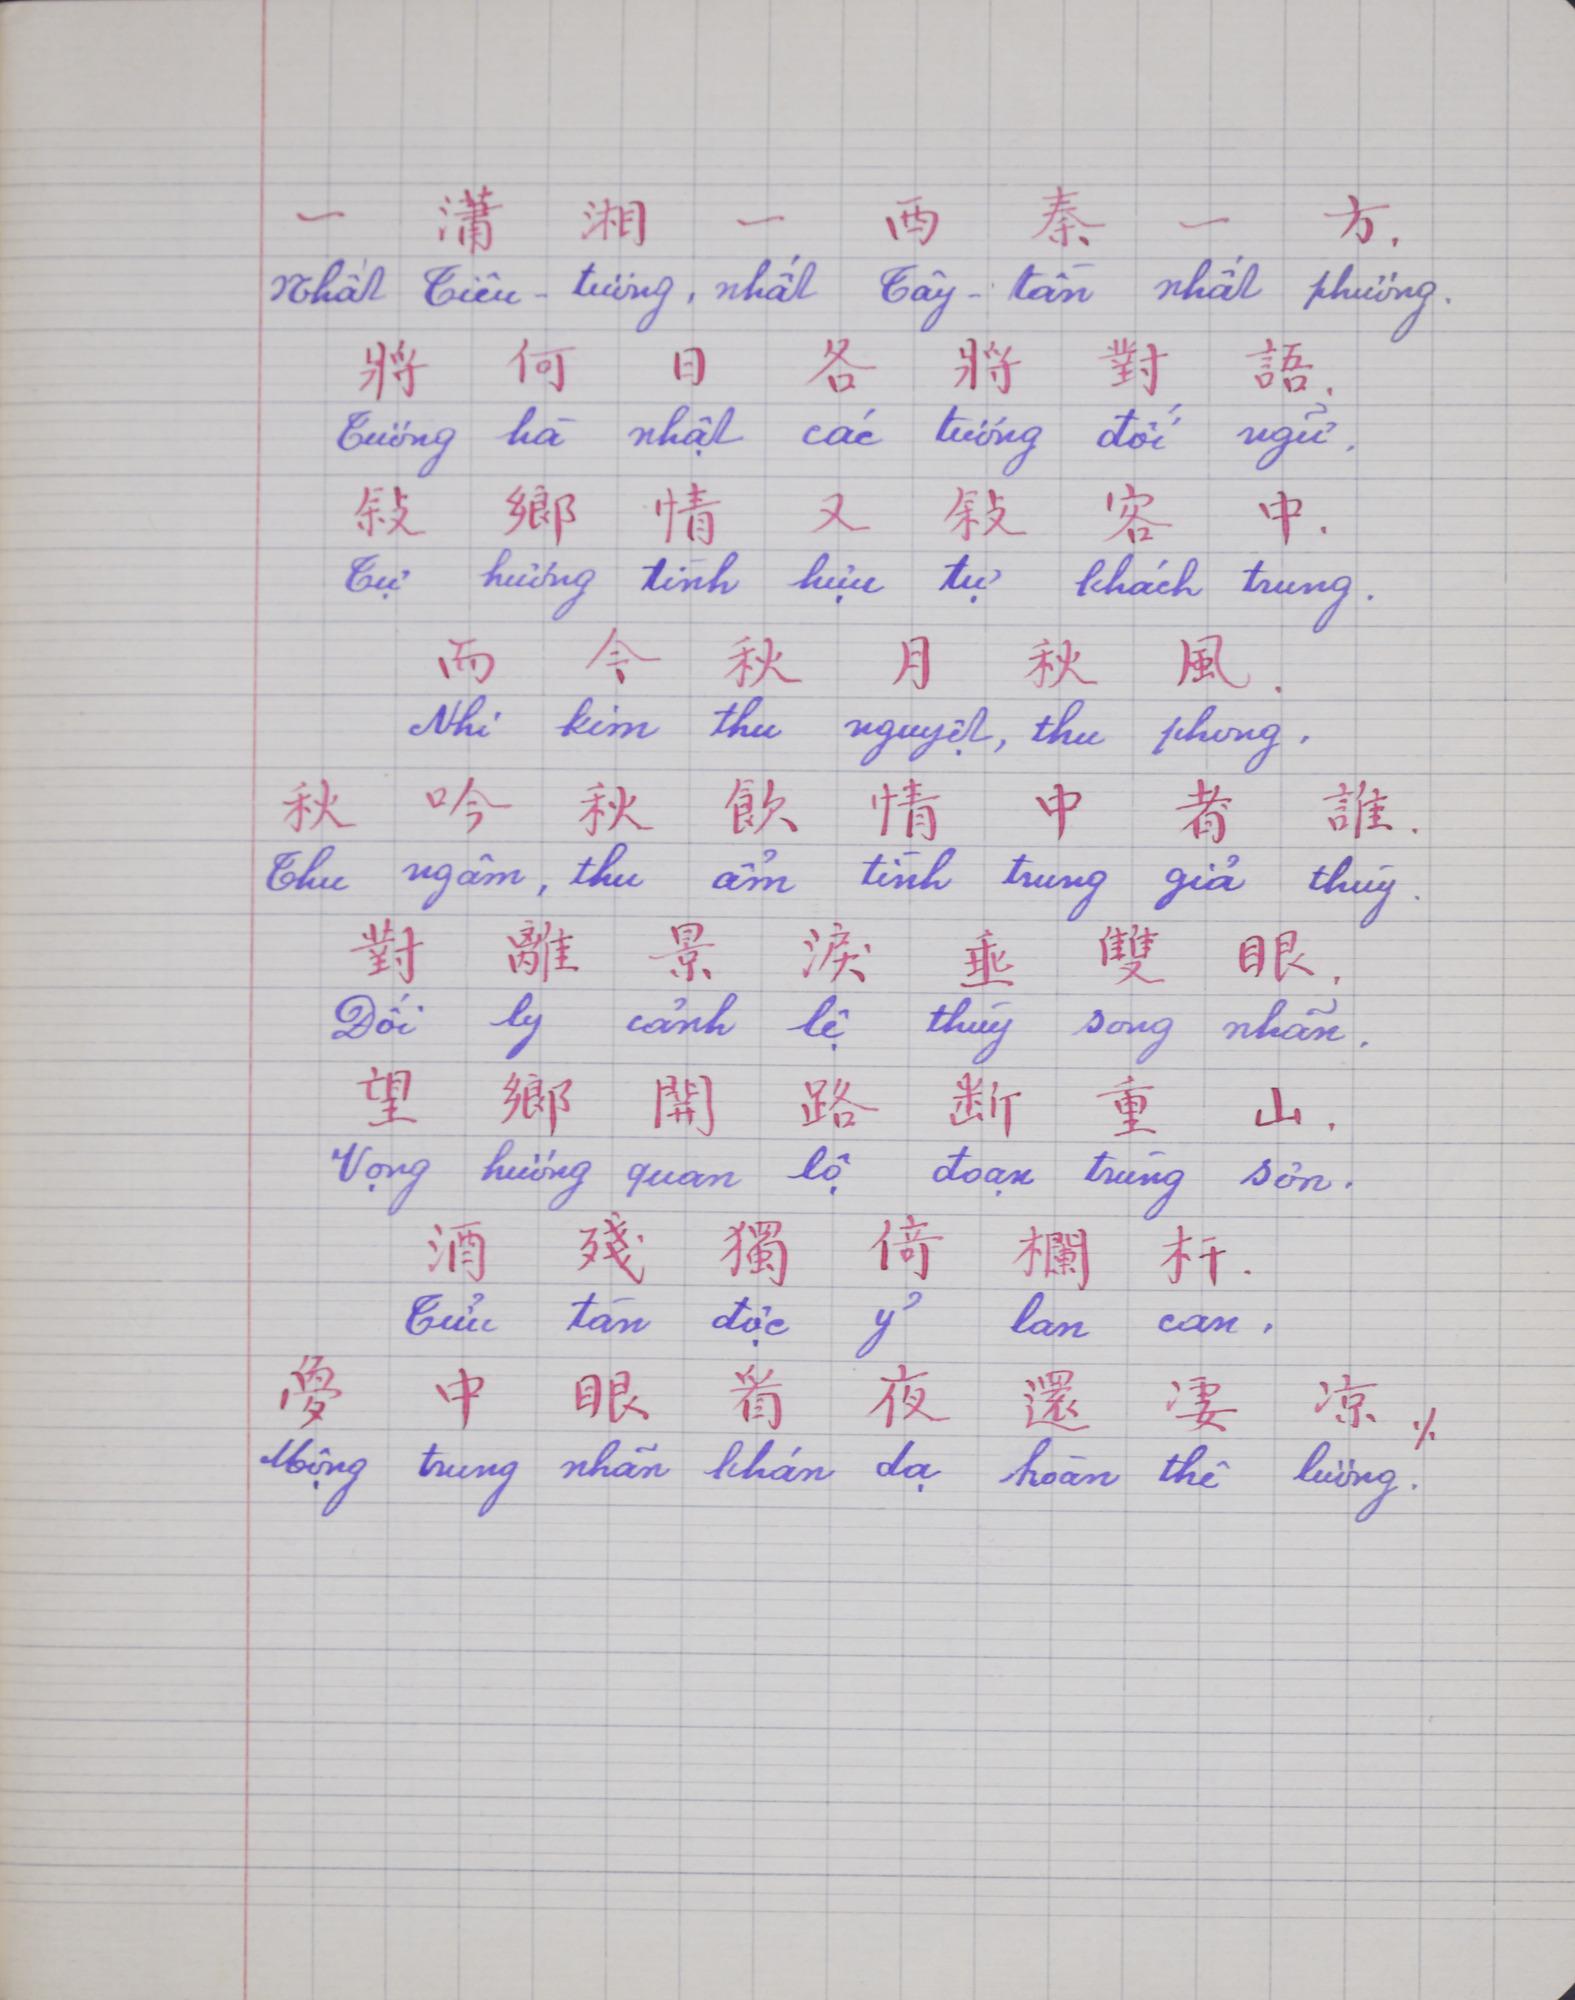 一 瀟 湘 一 西 秦 一 方.
Nhất Tiêu - tương, nhất Tây - tần nhất phương.
將 何 日 各 將 對 語.
Tương hà nhật các tương đối ngữ.
敍 鄉 情 又 敍 客 中.
Tự hương tình hựu tự khách trung.
而 今 秋 月 秋 風.
Nhi kim thu nguyệt, thu phong.
秋 吟 秋 飲 情 中 者 誰.
Thu ngâm, thu ẩm tình trung giả thùy.
對 離 景 淚 垂 雙 眼.
Đối ly cảnh lệ thùy song nhãn.
望 鄉 開 路 断 重 山.
Vọng hương quan lộ đoạn trùng sơn.
酒 殘 獨 倚 欄 杆.
Tửu tàn độc ỷ lan can.
夢 中 眼 看 夜 還 凄 凉 ./.
Mộng trung nhãn khán dạ hoàn thê lương.